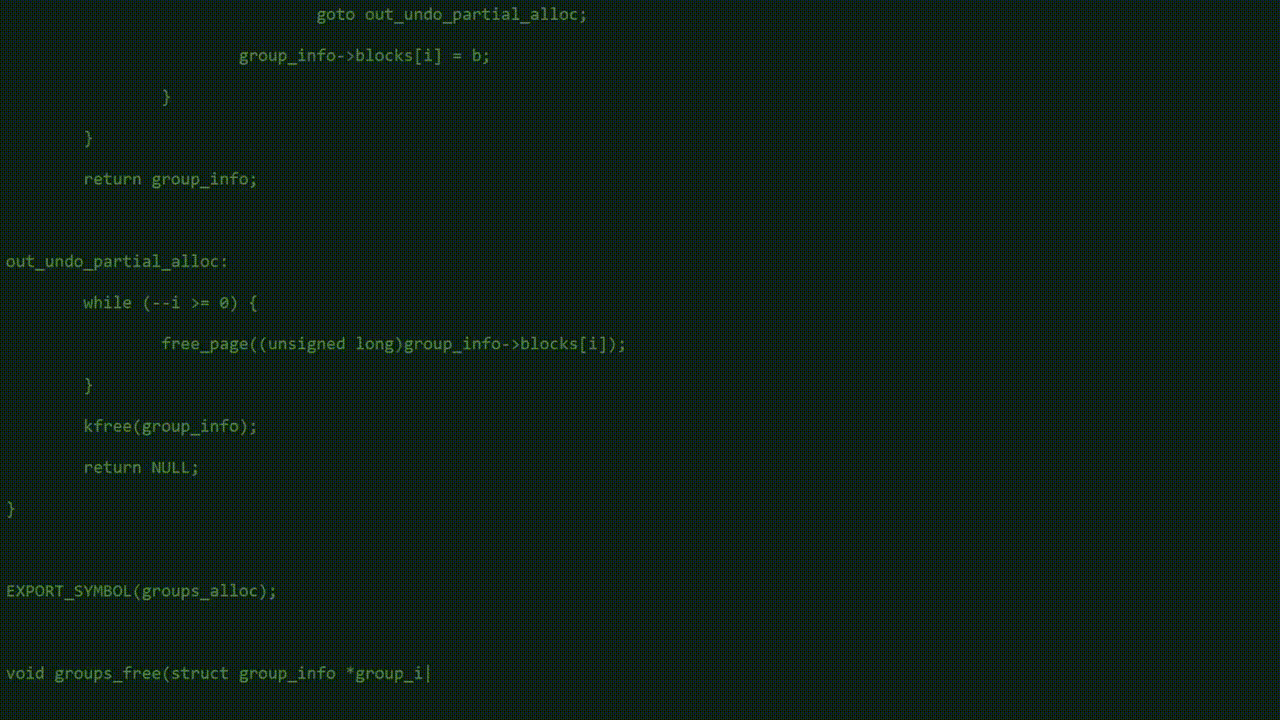 goto out_undo_partial_alloc;
group_info->blocks[i] = b;
}
}
return group_info;
out_undo_partial_alloc:
while (--i >= 0) {
free_page((unsigned long)group_info->blocks[i]);
}
kfree(group_info);
return NULL;
}
EXPORT_SYMBOL(groups_alloc);
void groups_free(struct group_info *group_i|